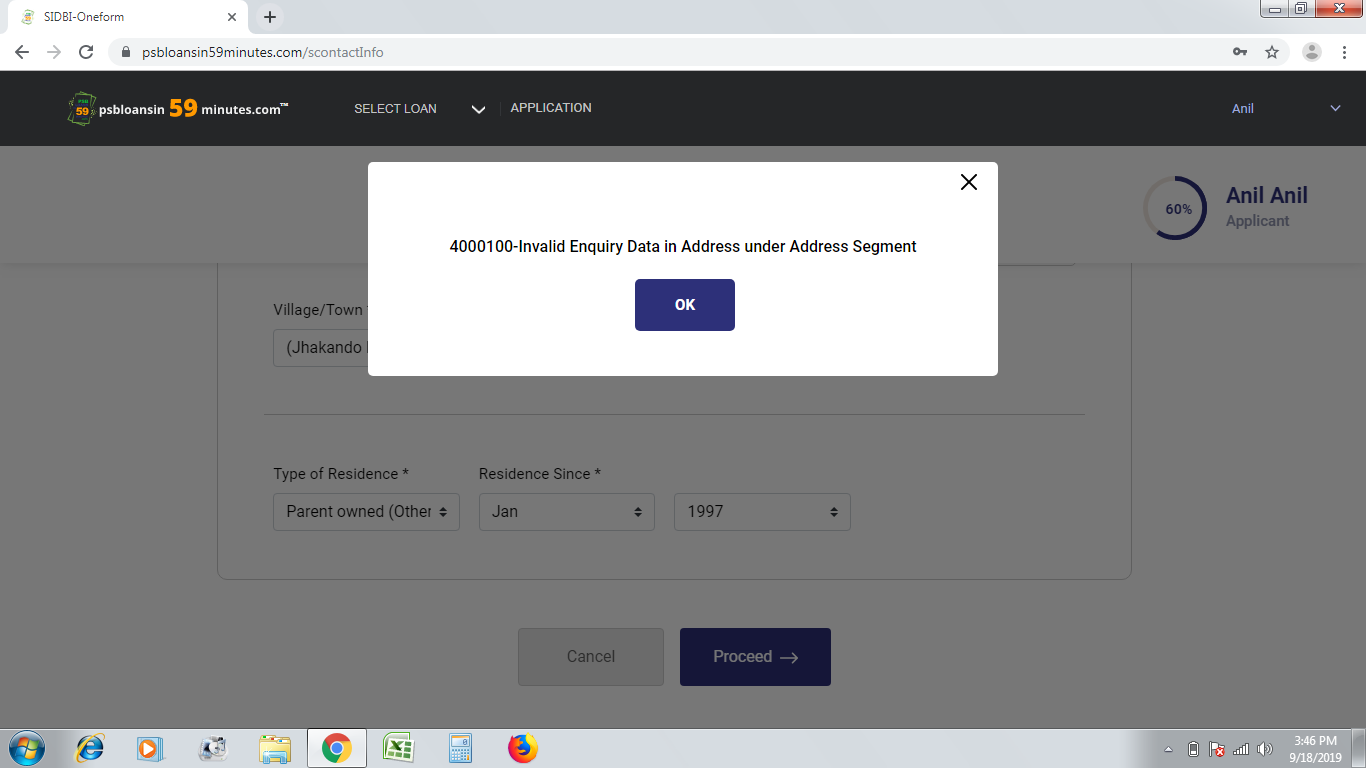 SIDBI-Oneform
psbloansin59minutes.com/scontactInfo
PSB
59
psbloansin 59 minutes.com™
SELECT LOAN
APPLICATION
Anil
60%
Anil Anil
Applicant
4000100-Invalid Enquiry Data in Address under Address Segment
OK
Village/Town
(Jhakando
Type of Residence *
Residence Since *
Parent owned (Other
Jan
1997
Cancel
Proceed →
3:46 PM
9/18/2019